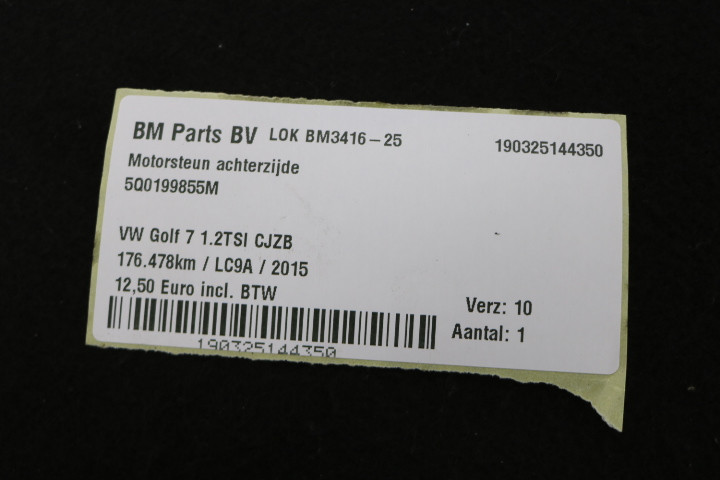 BM Parts BV LOK BM3416-25 190325144350
Motorsteun achterzijde
5Q0199855M
VW Golf 7 1.2TSI CJZB
176.478km / LC9A / 2015
12,50 Euro incl. BTW
Verz: 10
Aantal: 1
190325144350